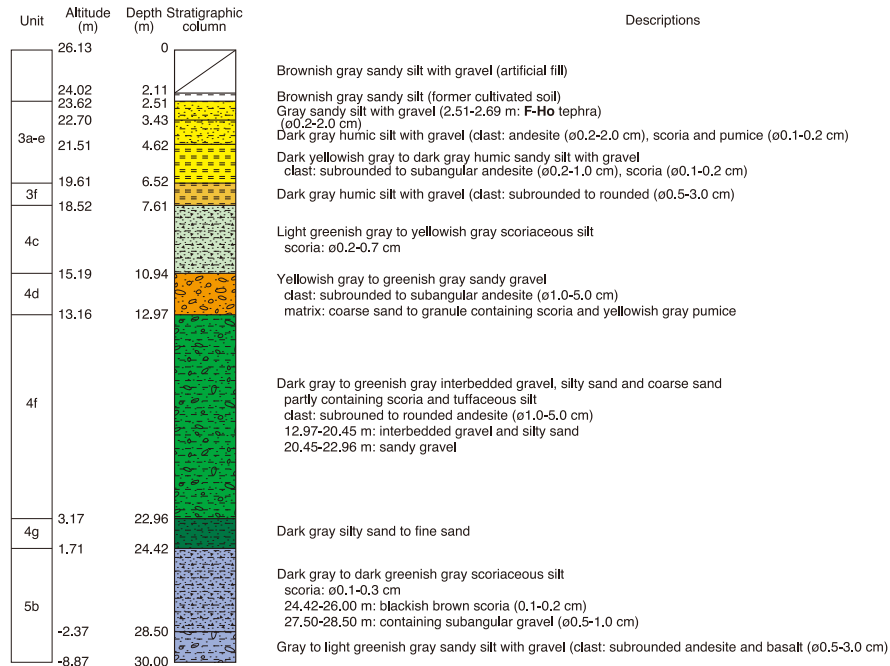 Unit Altitude (m) Depth (m) Stratigraphic column Descriptions
26.13 0
Brownish gray sandy silt with gravel (artificial fill)
24.02 2.11
Brownish gray sandy silt (former cultivated soil)
23.62 2.51
Gray sandy silt with gravel (2.51-2.69 m: F-Ho tephra)
(ø0.2-2.0 cm)
22.70 3.43
3a-e
Dark gray humic silt with gravel (clast: andesite (ø0.2-2.0 cm), scoria and pumice (ø0.1-0.2 cm)
21.51 4.62
Dark yellowish gray to dark gray humic sandy silt with gravel
clast: subrounded to subangular andesite (ø0.2-1.0 cm), scoria (ø0.1-0.2 cm)
19.61 6.52
3f Dark gray humic silt with gravel (clast: subrounded to rounded (ø0.5-3.0 cm)
18.52 7.61
Light greenish gray to yellowish gray scoriaceous silt
4c scoria: ø0.2-0.7 cm
15.19 10.94
Yellowish gray to greenish gray sandy gravel
4d clast: subrounded to subangular andesite (ø1.0-5.0 cm)
matrix: coarse sand to granule containing scoria and yellowish gray pumice
13.16 12.97
Dark gray to greenish gray interbedded gravel, silty sand and coarse sand
partly containing scoria and tuffaceous silt
4f clast: subrouned to rounded andesite (ø1.0-5.0 cm)
12.97-20.45 m: interbedded gravel and silty sand
20.45-22.96 m: sandy gravel
3.17 22.96
4g Dark gray silty sand to fine sand
1.71 24.42
Dark gray to dark greenish gray scoriaceous silt
scoria: ø0.1-0.3 cm
5b 24.42-26.00 m: blackish brown scoria (0.1-0.2 cm)
27.50-28.50 m: containing subangular gravel (ø0.5-1.0 cm)
-2.37 28.50
Gray to light greenish gray sandy silt with gravel (clast: subrounded andesite and basalt (ø0.5-3.0 cm)
-8.87 30.00